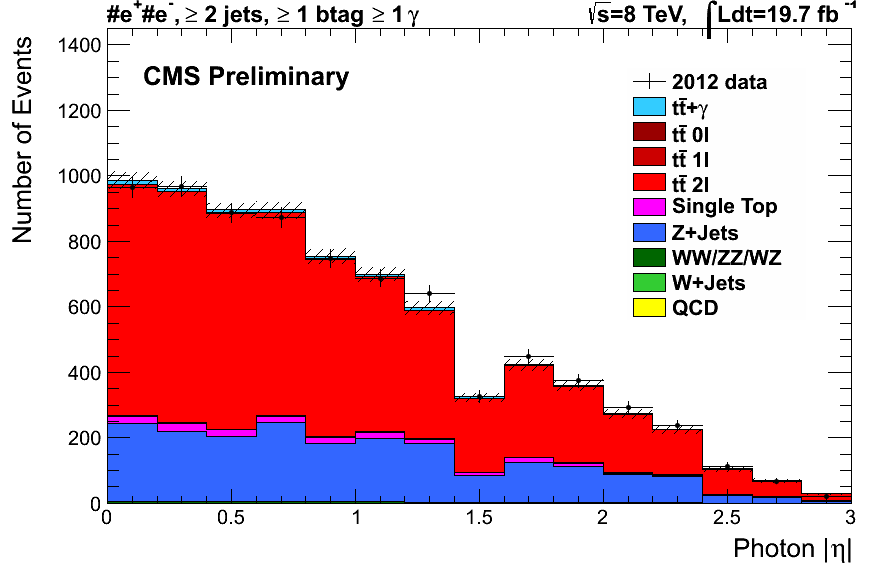 #e⁺#e⁻, ≥ 2 jets, ≥ 1 btag ≥ 1 γ
√s=8 TeV, ∫Ldt=19.7 fb⁻¹
CMS Preliminary
2012 data
tt̄+γ
tt̄ 0l
tt̄ 1l
tt̄ 2l
Single Top
Z+Jets
WW/ZZ/WZ
W+Jets
QCD
Number of Events
1400
1200
1000
800
600
400
200
0
0 0.5 1 1.5 2 2.5 3
Photon |η|